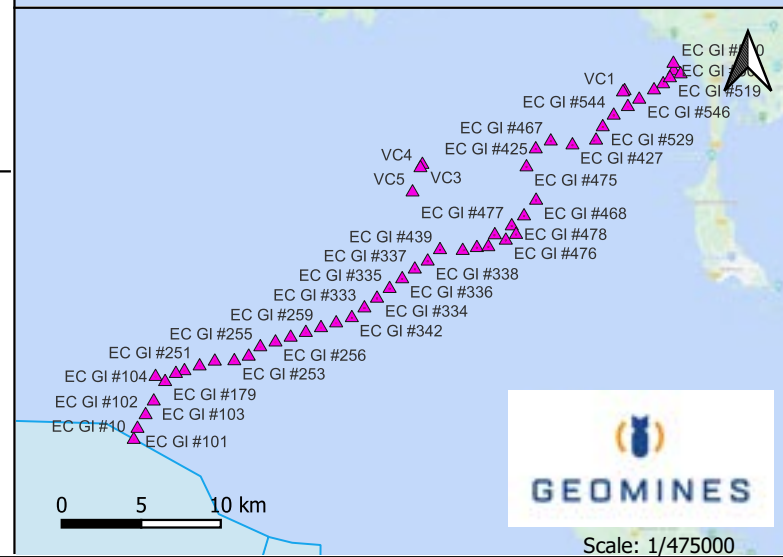 EC GI #
VC1
EC GI #519
EC GI #544
EC GI #546
EC GI #467
EC GI #529
EC GI #425
EC GI #427
VC4
VC3
EC GI #475
VC5
EC GI #477
EC GI #468
EC GI #439
EC GI #478
EC GI #476
EC GI #337
EC GI #338
EC GI #335
EC GI #336
EC GI #333
EC GI #334
EC GI #259
EC GI #342
EC GI #255
EC GI #256
EC GI #251
EC GI #253
EC GI #104
EC GI #179
EC GI #102
EC GI #103
EC GI #10
EC GI #101
0 5 10 km
GEOMINES
Scale: 1/475000